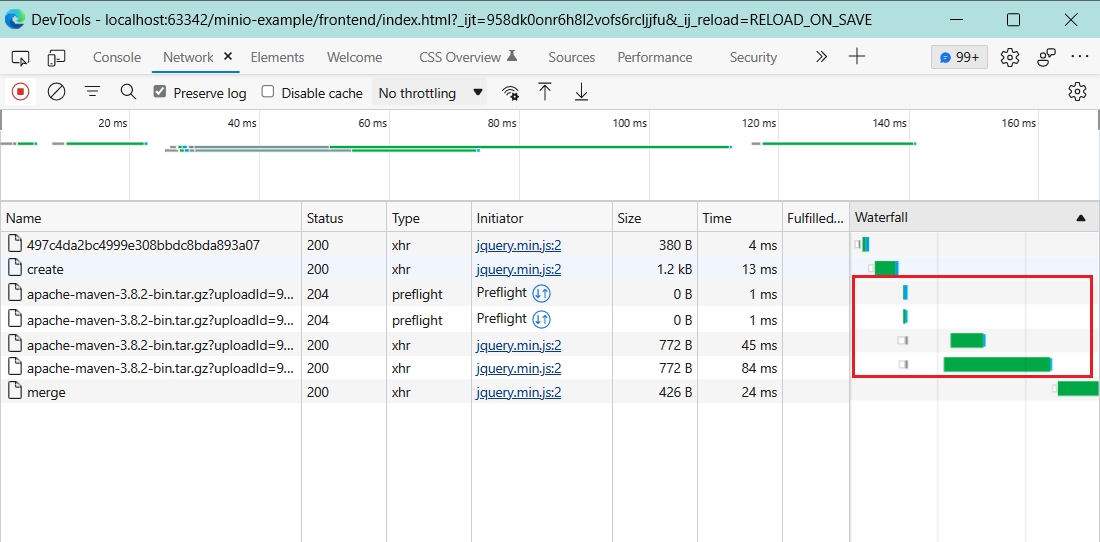 DevTools - localhost:63342/minio-example/frontend/index.html?_ijt=958dk0onr6h8l2vofs6rcljjfu&_ij_reload=RELOAD_ON_SAVE
Console Network Elements Welcome CSS Overview Sources Performance Security 99+
Preserve log Disable cache No throttling
20 ms 40 ms 60 ms 80 ms 100 ms 120 ms 140 ms 160 ms
Name Status Type Initiator Size Time Fulfilled... Waterfall
497c4da2bc4999e308bbdc8bda893a07 200 xhr jquery.min.js:2 380 B 4 ms
create 200 xhr jquery.min.js:2 1.2 kB 13 ms
apache-maven-3.8.2-bin.tar.gz?uploadId=9... 204 preflight Preflight 0 B 1 ms
apache-maven-3.8.2-bin.tar.gz?uploadId=9... 204 preflight Preflight 0 B 1 ms
apache-maven-3.8.2-bin.tar.gz?uploadId=9... 200 xhr jquery.min.js:2 772 B 45 ms
apache-maven-3.8.2-bin.tar.gz?uploadId=9... 200 xhr jquery.min.js:2 772 B 84 ms
merge 200 xhr jquery.min.js:2 426 B 24 ms